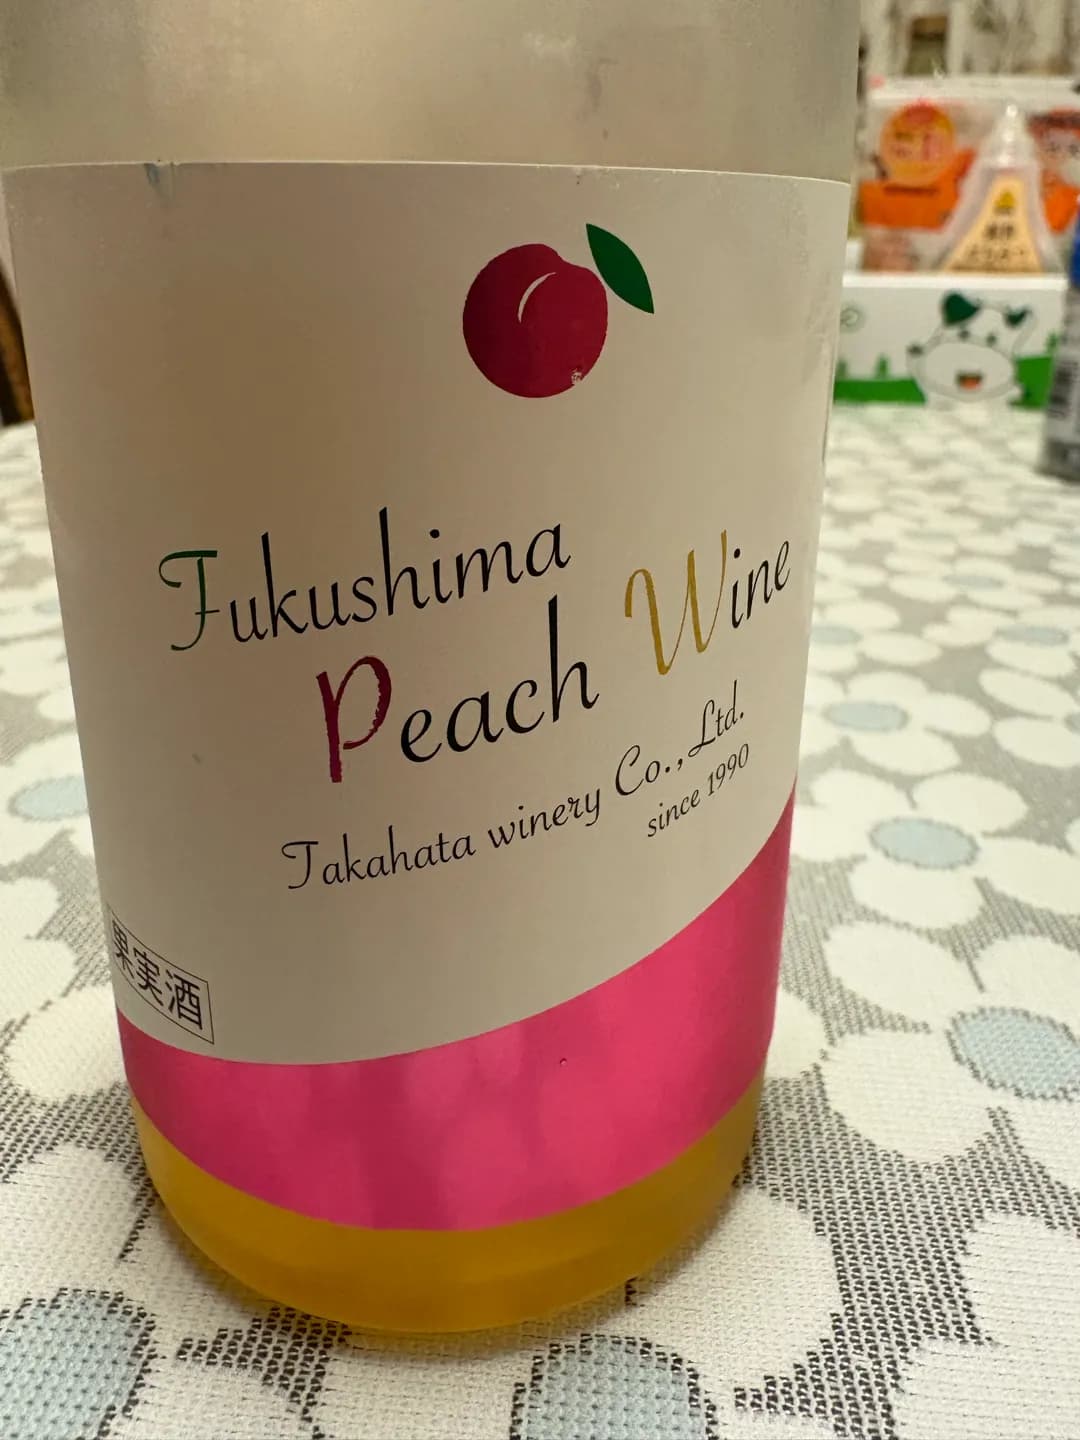 Fukushima
Peach Wine
Takahata winery Co., Ltd.
since 1990
果実酒